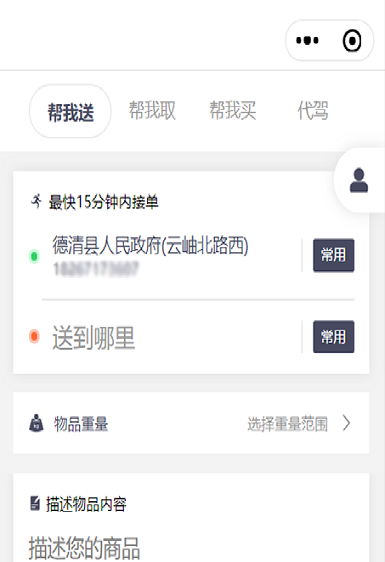 帮我送 帮我取 帮我买 代驾
最快15分钟内接单
德清县人民政府(云岫北路西)
常用
送到哪里
常用
物品重量 选择重量范围
描述物品内容
描述您的商品